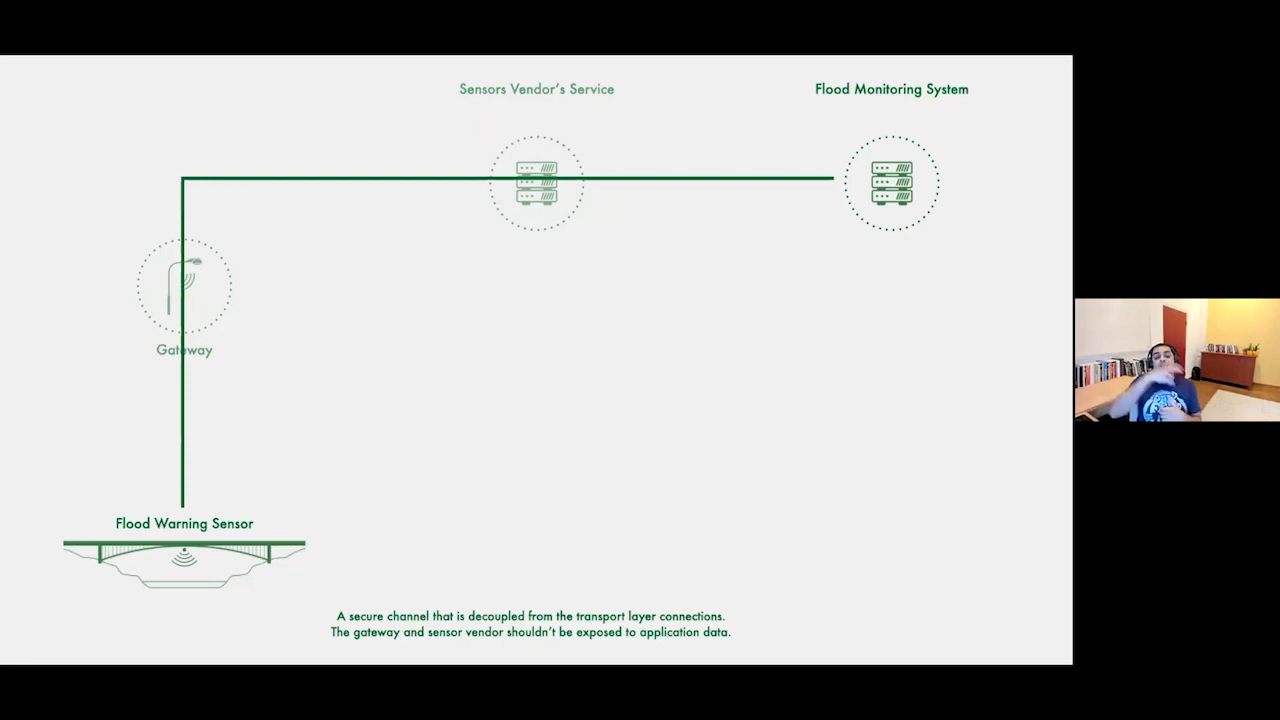 Sensors Vendor's Service
Flood Monitoring System
Gateway
Flood Warning Sensor
A secure channel that is decoupled from the transport layer connections.
The gateway and sensor vendor shouldn't be exposed to application data.